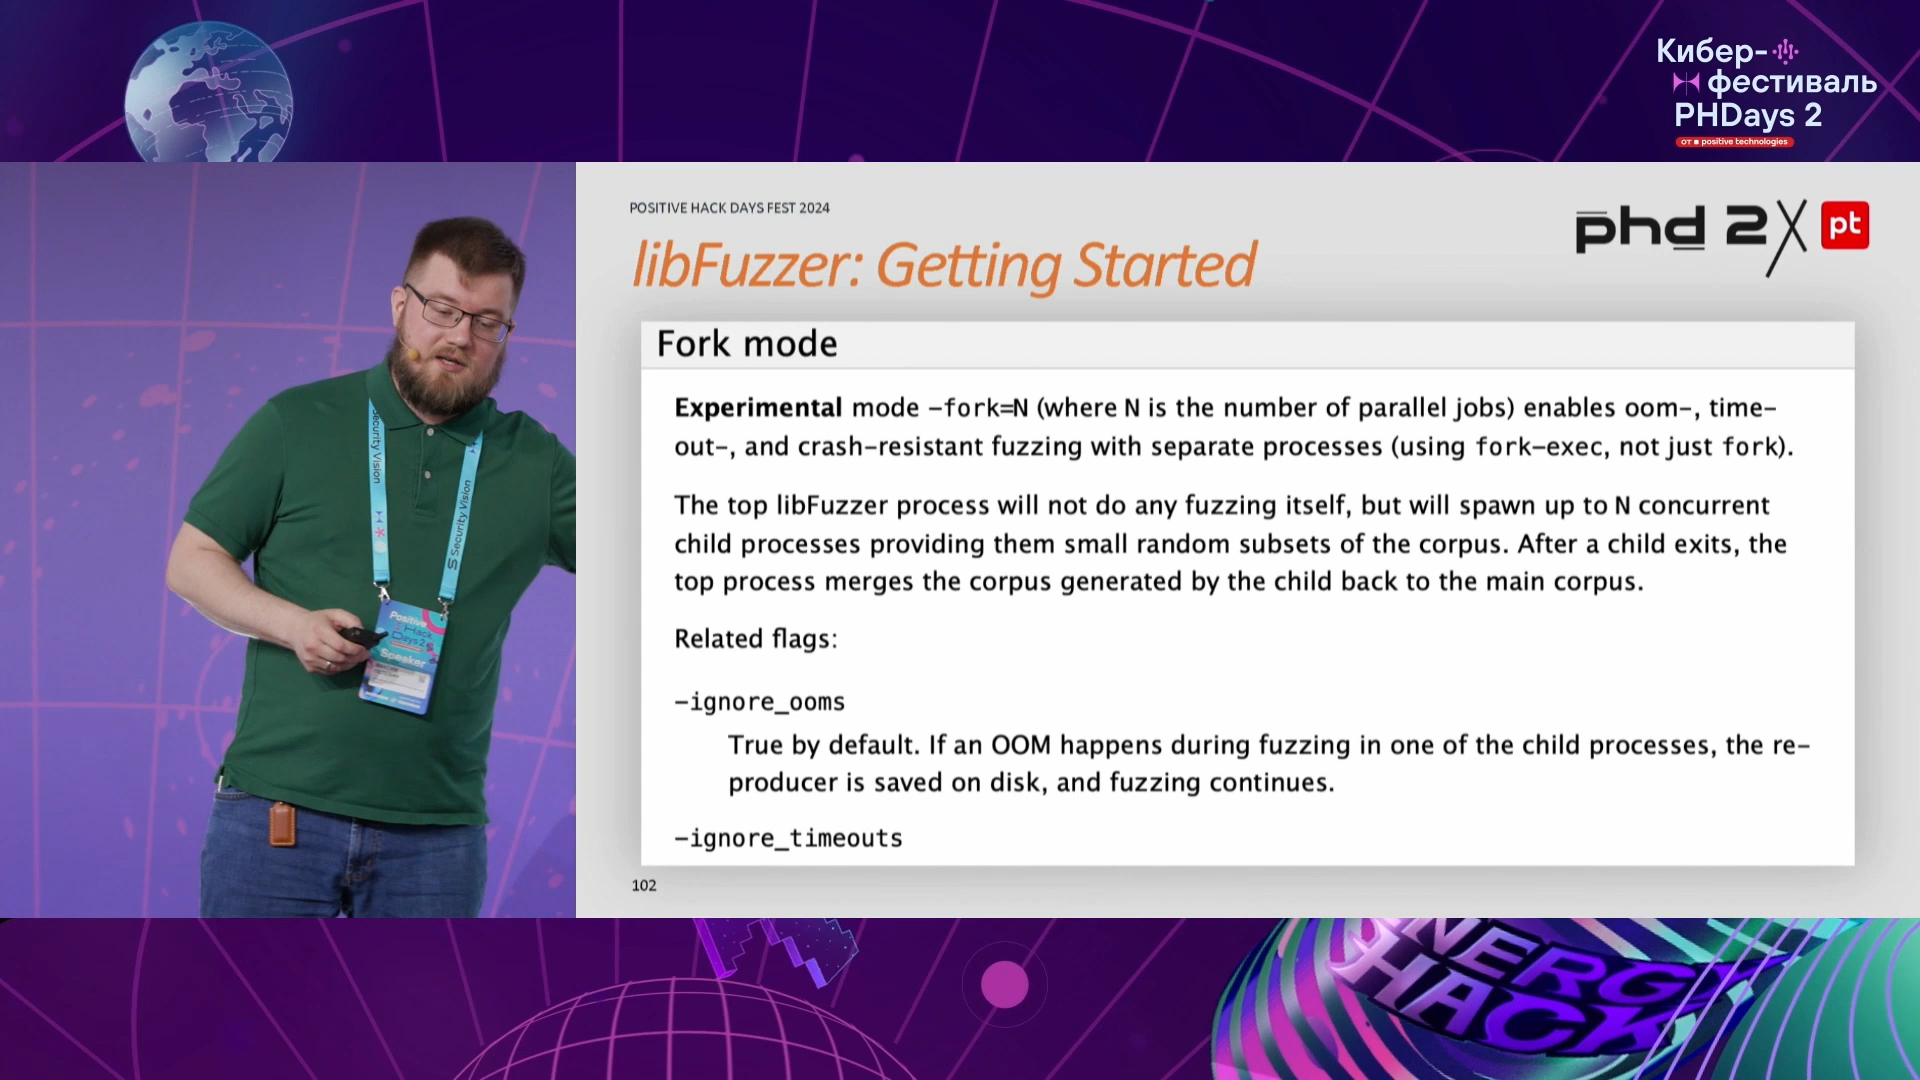 Кибер-
фестиваль
PHDays 2
от positive technologies
POSITIVE HACK DAYS FEST 2024
phd 2
pt
libFuzzer: Getting Started
Fork mode
Experimental mode -fork=N (where N is the number of parallel jobs) enables oom-, time-
out-, and crash-resistant fuzzing with separate processes (using fork-exec, not just fork).
The top libFuzzer process will not do any fuzzing itself, but will spawn up to N concurrent
child processes providing them small random subsets of the corpus. After a child exits, the
top process merges the corpus generated by the child back to the main corpus.
Related flags:
-ignore_ooms
True by default. If an OOM happens during fuzzing in one of the child processes, the re-
producer is saved on disk, and fuzzing continues.
-ignore_timeouts
102
Security Vision
Security Vision
Positive
Hack
Days 2
Speaker
NERGY
HACK